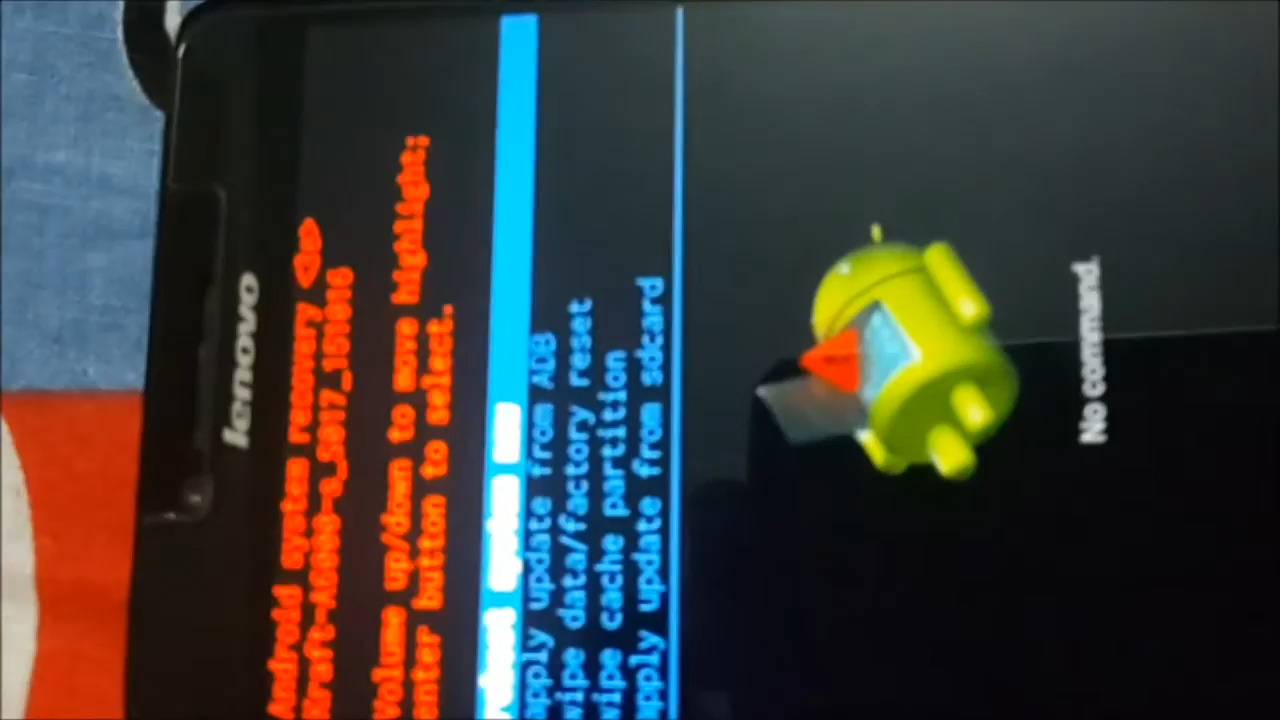 lenovo
Android system recovery <3e>
Kraft-A6000-a_S017_151016
Volume up/down to move highlight;
enter button to select.
reboot system now
apply update from ADB
wipe data/factory reset
wipe cache partition
apply update from sdcard
No command.